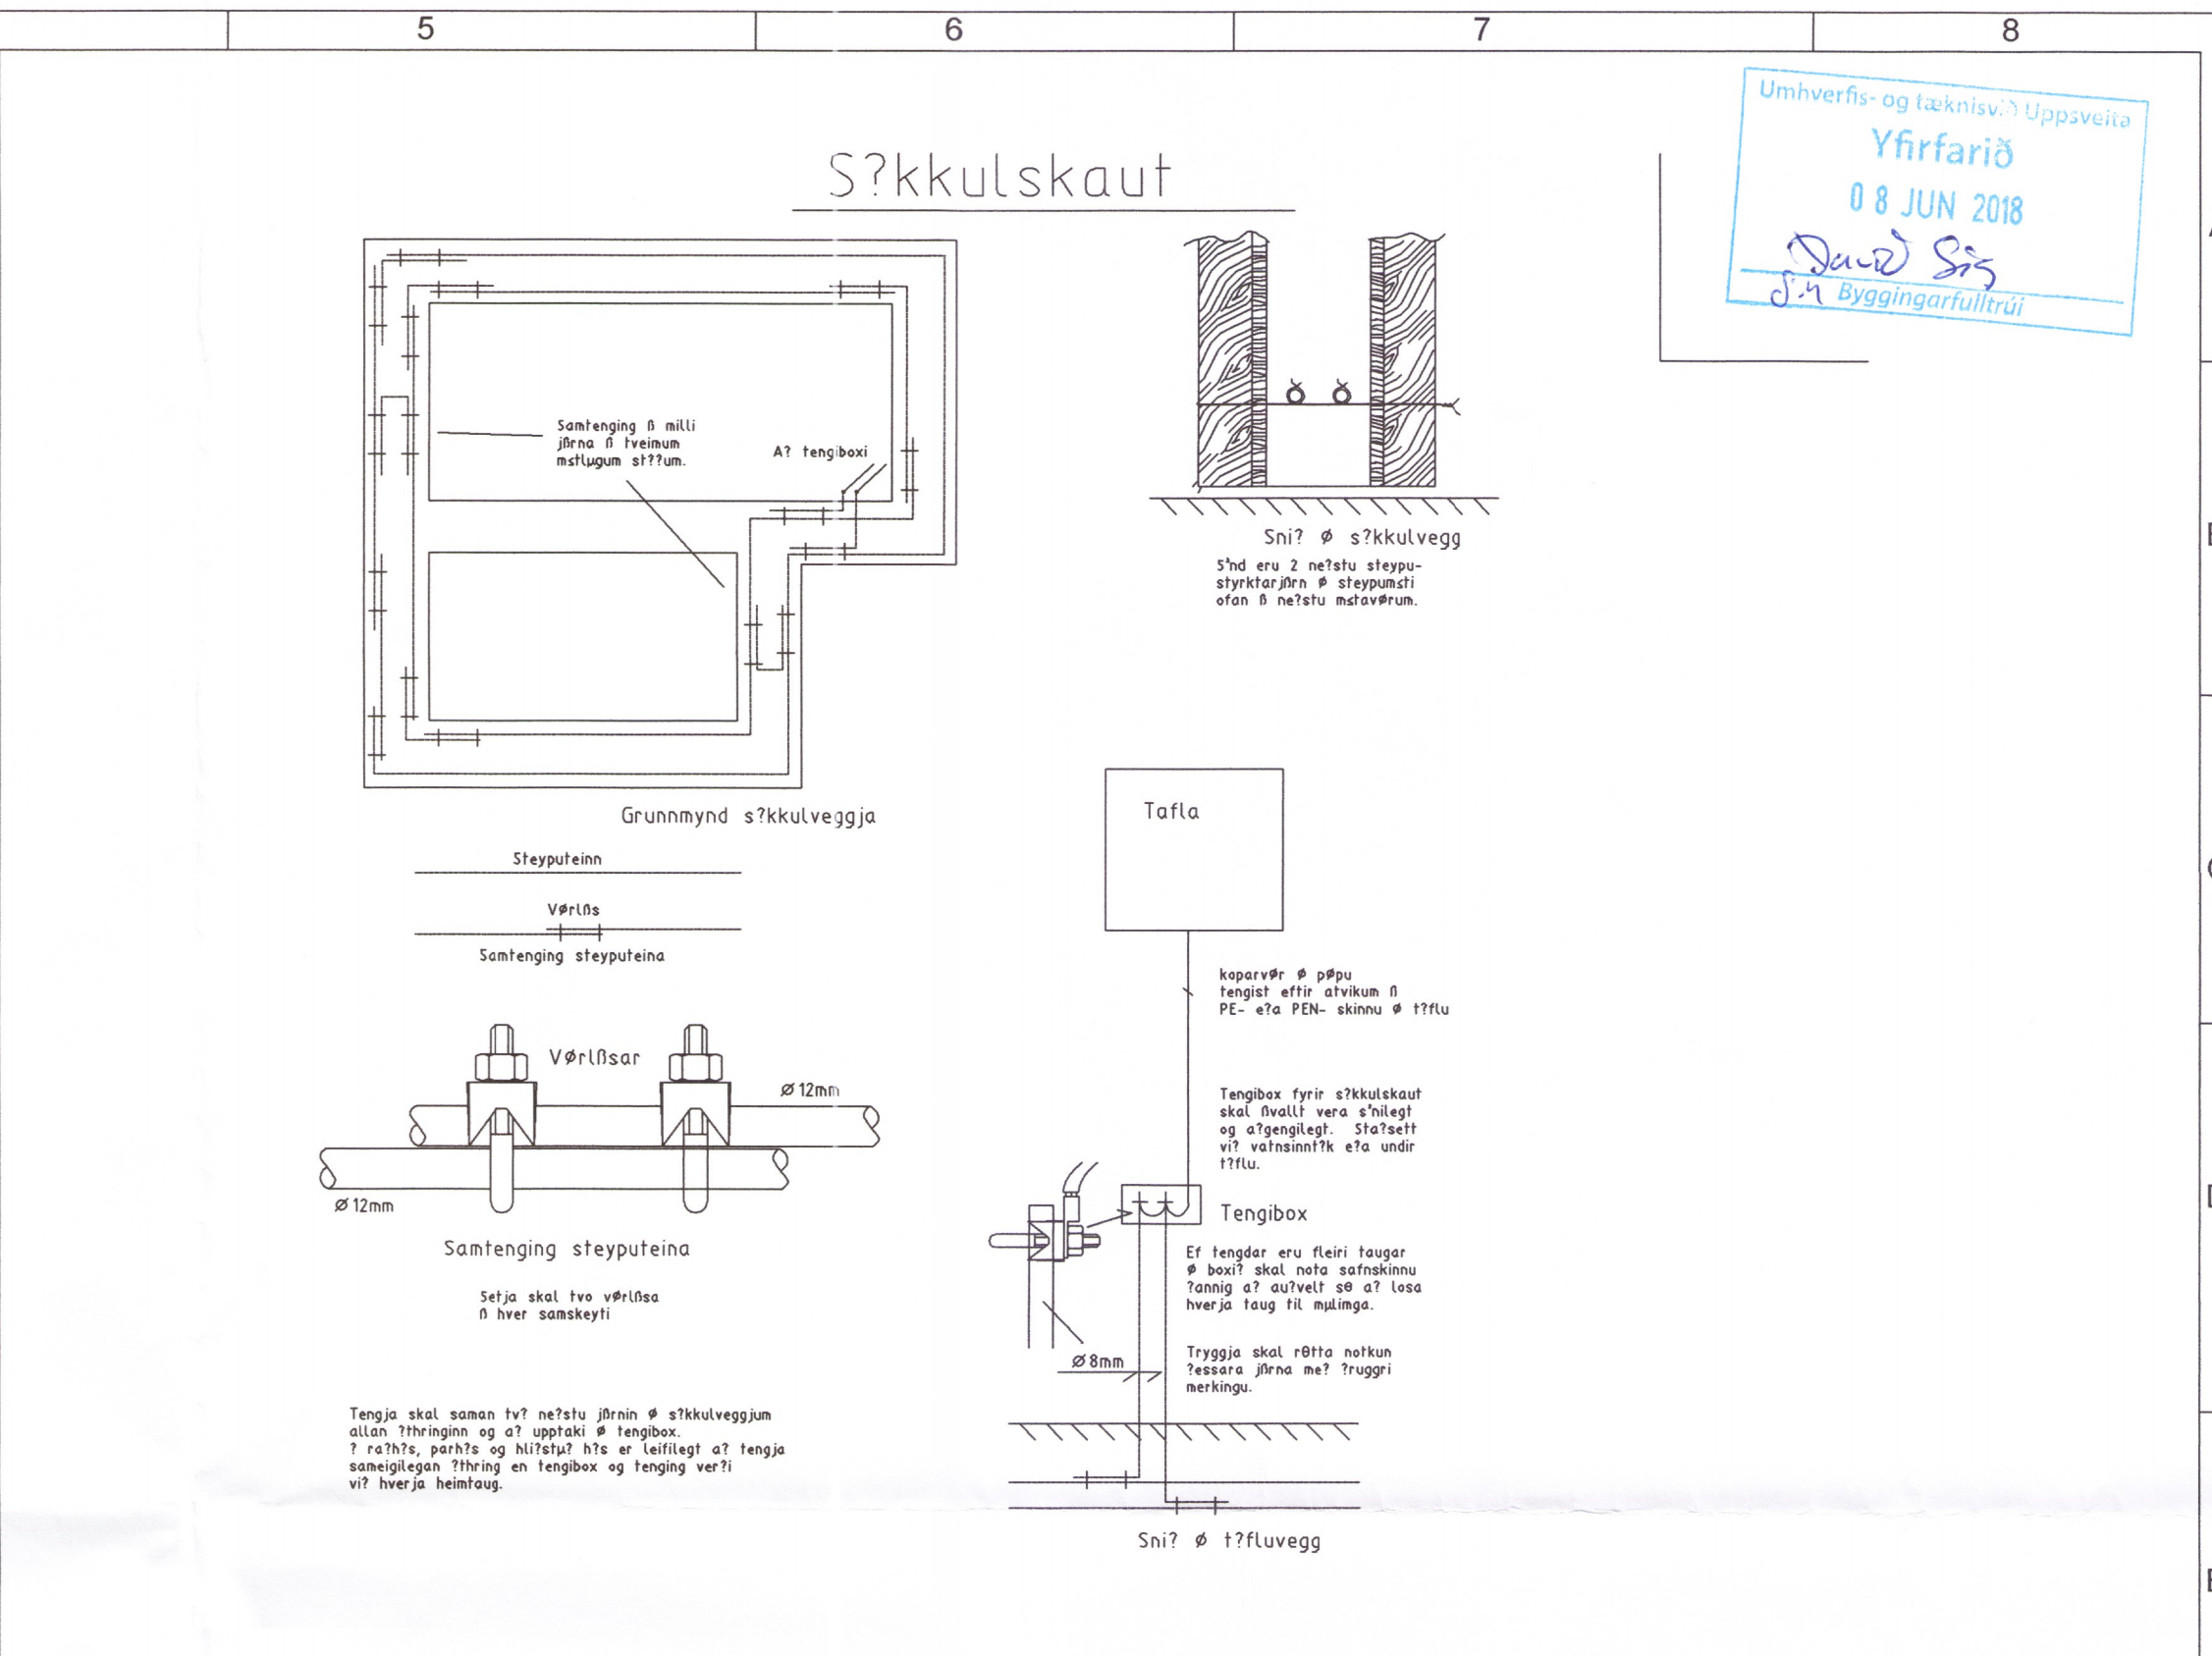 5 6 7 8
Umhverfis- og tæknisvið Uppsveita
Yfirfarið
08 JUN 2018
Davíð Sig
Byggingarfulltrúi
S?kkulskaut
Samtenging ß milli
jßrna ß tveimum
mstlµgum st??um.
A? tengiboxi
Sni? ø s?kkulvegg
S'nd eru 2 ne?stu steypu-
styrktarjßrn ø steypumsti
ofan ß ne?stu mstavørum.
Grunnmynd s?kkulveggja
Steyputeinn
Vørlßs
Samtenging steyputeina
Vørlßsar
Ø12mm
Ø12mm
Samtenging steyputeina
Setja skal tvo vørlßsa
ß hver samskeyti
Tengja skal saman tv? ne?stu jßrnin ø s?kkulveggjum
allan ?thringinn og a? upptaki ø tengibox.
? ra?h?s, parh?s og hli?stµ? h?s er leifilegt a? tengja
sameigilegan ?thring en tengibox og tenging ver?i
vi? hverja heimtaug.
Tafla
koparvør ø pøpu
tengist eftir atvikum ß
PE- e?a PEN- skinnu ø t?flu
Tengibox fyrir s?kkulskaut
skal ßvallt vera s'nilegt
og a?gengilegt. Sta?sett
vi? vatnsinnt?k e?a undir
t?flu.
Tengibox
Ef tengdar eru fleiri taugar
ø boxi? skal nota safnskinnu
?annig a? au?velt sθ a? losa
hverja taug til mµlimga.
Ø8mm
Tryggja skal rθtta notkun
?essara jßrna me? ?ruggri
merkingu.
Sni? ø t?fluvegg